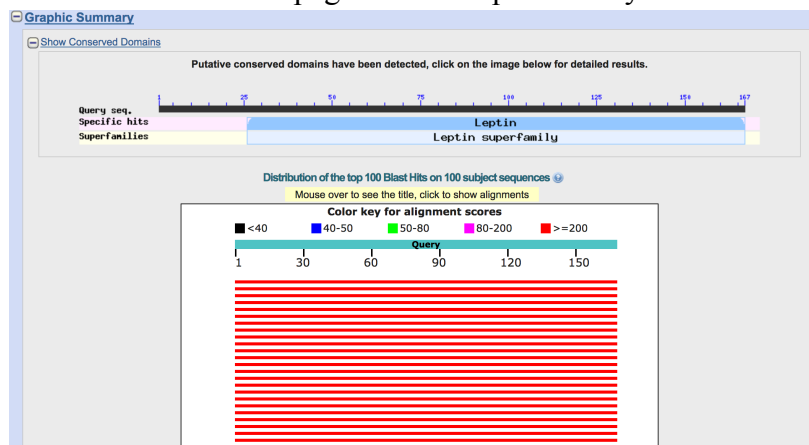 Graphic Summary
Show Conserved Domains
Putative conserved domains have been detected, click on the image below for detailed results.
1 25 50 75 100 125 150 167
Query seq.
Specific hits Leptin
Superfamilies Leptin superfamily
Distribution of the top 100 Blast Hits on 100 subject sequences
Mouse over to see the title, click to show alignments
Color key for alignment scores
<40 40-50 50-80 80-200 >=200
Query
1 30 60 90 120 150